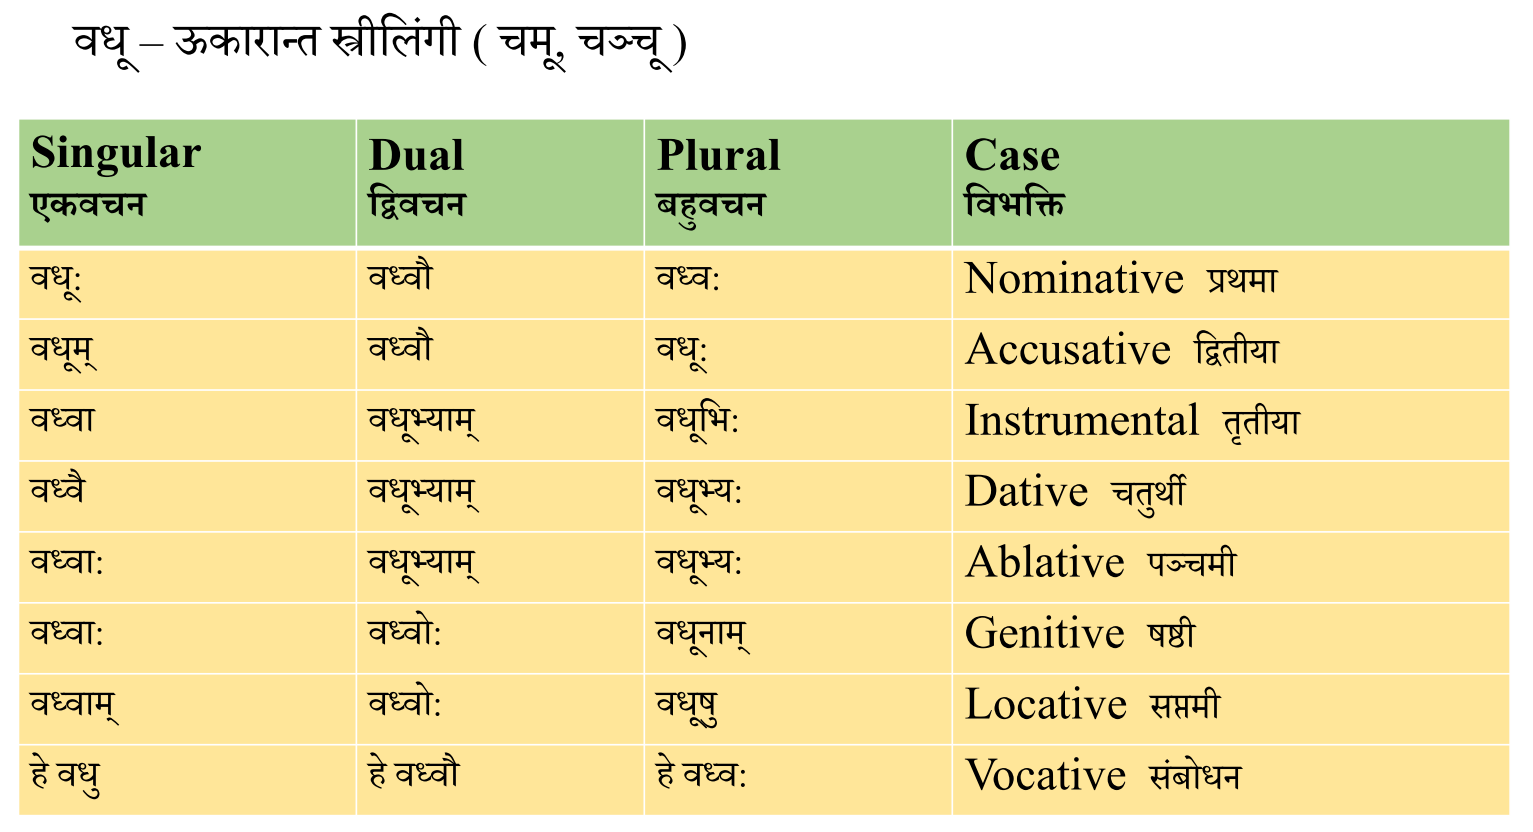 वधू – ऊकारान्त स्त्रीलिंगी ( चमू, चञ्चू )
Singular Dual Plural Case
एकवचन द्विवचन बहुवचन विभक्ति
वधू: वध्वौ वध्व: Nominative प्रथमा
वधूम् वध्वौ वधू: Accusative द्वितीया
वध्वा वधूभ्याम् वधूभि: Instrumental तृतीया
वध्वै वधूभ्याम् वधूभ्य: Dative चतुर्थी
वध्वा: वधूभ्याम् वधूभ्य: Ablative पञ्चमी
वध्वा: वध्वो: वधूनाम् Genitive षष्ठी
वध्वाम् वध्वो: वधूषु Locative सप्तमी
हे वधु हे वध्वौ हे वध्व: Vocative संबोधन